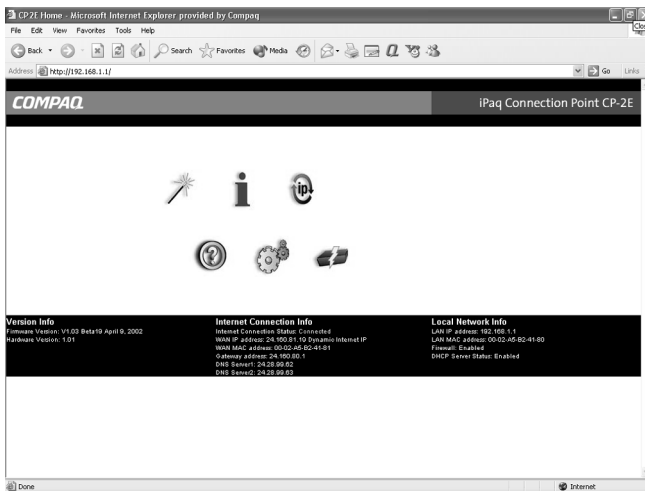 CP2E Home - Microsoft Internet Explorer provided by Compaq
File Edit View Favorites Tools Help
Clos
Back Search Favorites Media
Address http://192.168.1.1/ Go Links
COMPAQ iPaq Connection Point CP-2E
i ip
?
Version Info
Firmware Version: V1.03 Beta19 April 9, 2002
Hardware Version: 1.01
Internet Connection Info
Internet Connection Status: Connected
WAN IP address: 24.160.81.19 Dynamic Internet IP
WAN MAC address: 00-02-A5-B2-41-81
Gateway address: 24.160.80.1
DNS Server1: 24.28.99.62
DNS Server2: 24.28.99.63
Local Network Info
LAN IP address: 192.168.1.1
LAN MAC address: 00-02-A5-B2-41-80
Firewall: Enabled
DHCP Server Status: Enabled
Done Internet